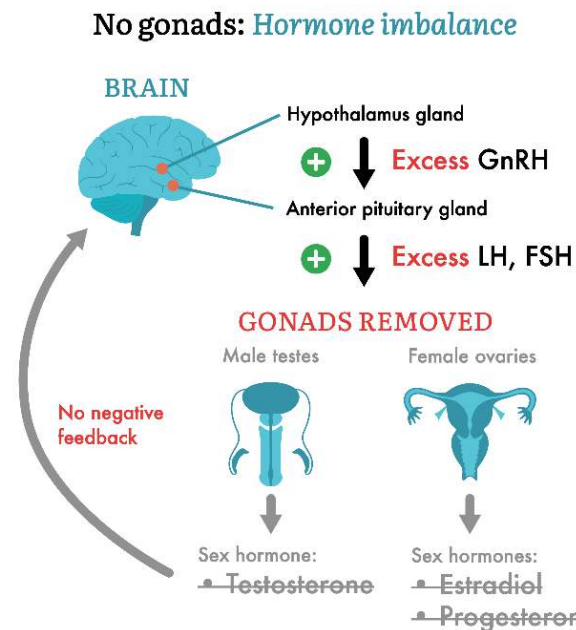 No gonads: Hormone imbalance
BRAIN
Hypothalamus gland
+ Excess GnRH
Anterior pituitary gland
+ Excess LH, FSH
GONADS REMOVED
Male testes
Female ovaries
No negative
feedback
Sex hormone:
• Testosterone
Sex hormones:
• Estradiol
• Progesteron